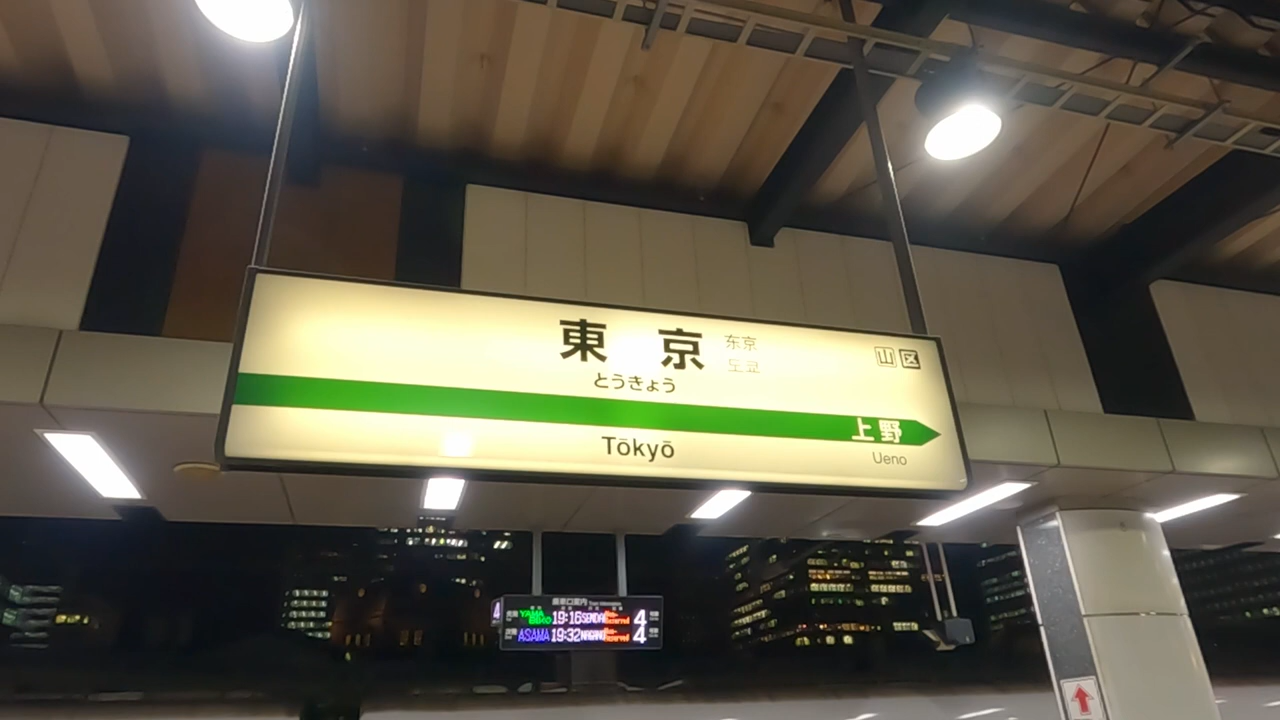 東京 东京
도쿄
山 区
とうきょう
上野
Tōkyō
Ueno
YAMABIKO 19:16 SENDAI 4
ASAMA 19:32 NAGANO 4